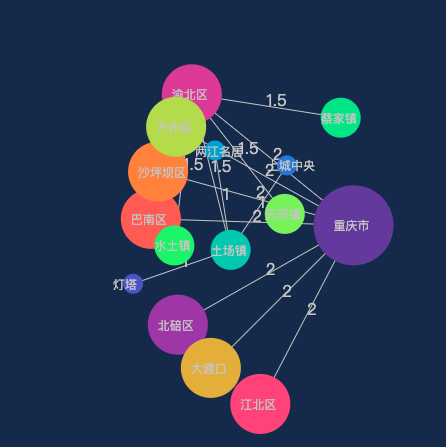 渝北区
1.5
蔡家镇
万州区
两江名居
1.5
2
1.5
1.5
2
上城中央
沙坪坝区
1
2
1
天府镇
2
巴南区
重庆市
水土镇
土场镇
2
灯塔
2
北碚区
2
大渡口
江北区